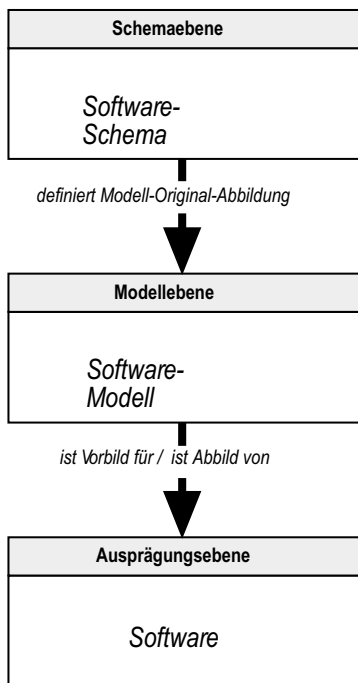 Schemaebene
Software-
Schema
definiert Modell-Original-Abbildung
Modellebene
Software-
Modell
ist Vorbild für / ist Abbild von
Ausprägungsebene
Software